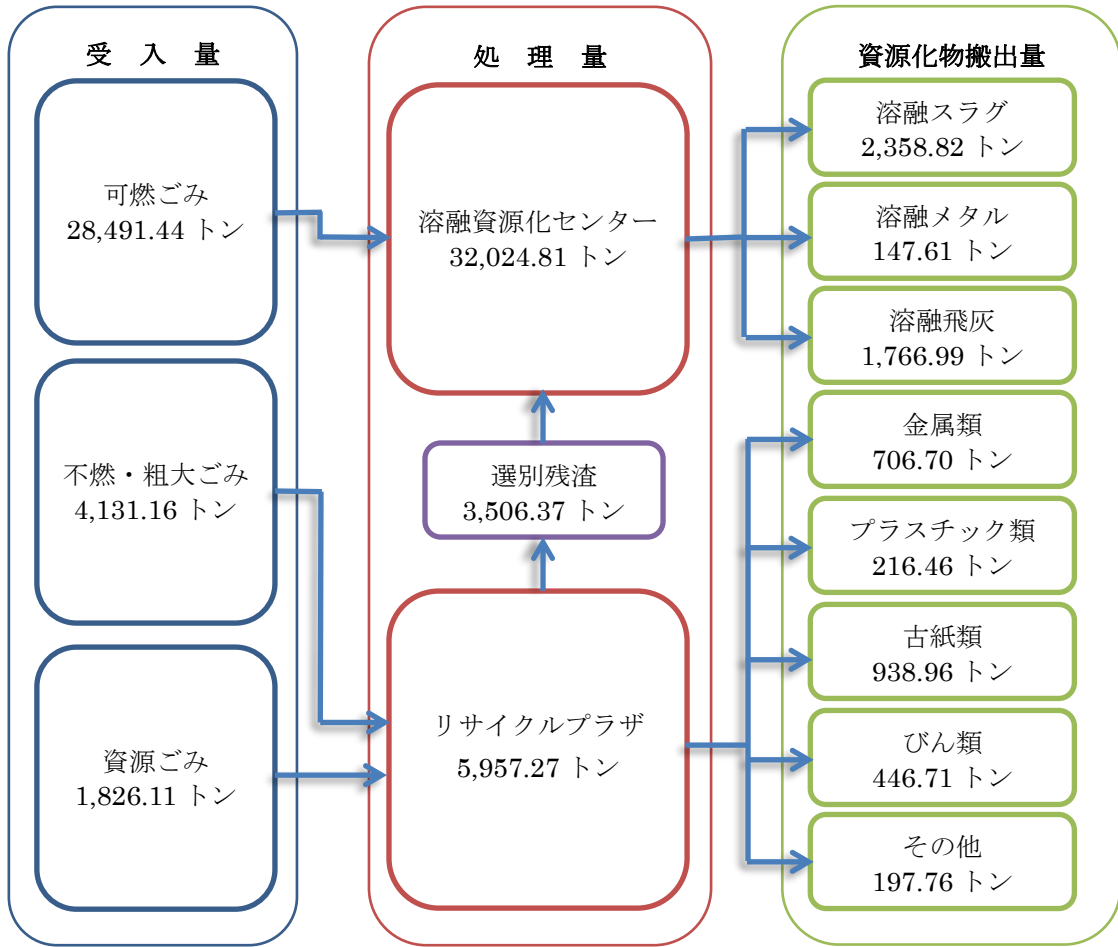 受 入 量
可燃ごみ
28,491.44 トン
不燃・粗大ごみ
4,131.16 トン
資源ごみ
1,826.11 トン
処 理 量
溶融資源化センター
32,024.81 トン
選別残渣
3,506.37 トン
リサイクルプラザ
5,957.27 トン
資源化物搬出量
溶融スラグ
2,358.82 トン
溶融メタル
147.61 トン
溶融飛灰
1,766.99 トン
金属類
706.70 トン
プラスチック類
216.46 トン
古紙類
938.96 トン
びん類
446.71 トン
その他
197.76 トン